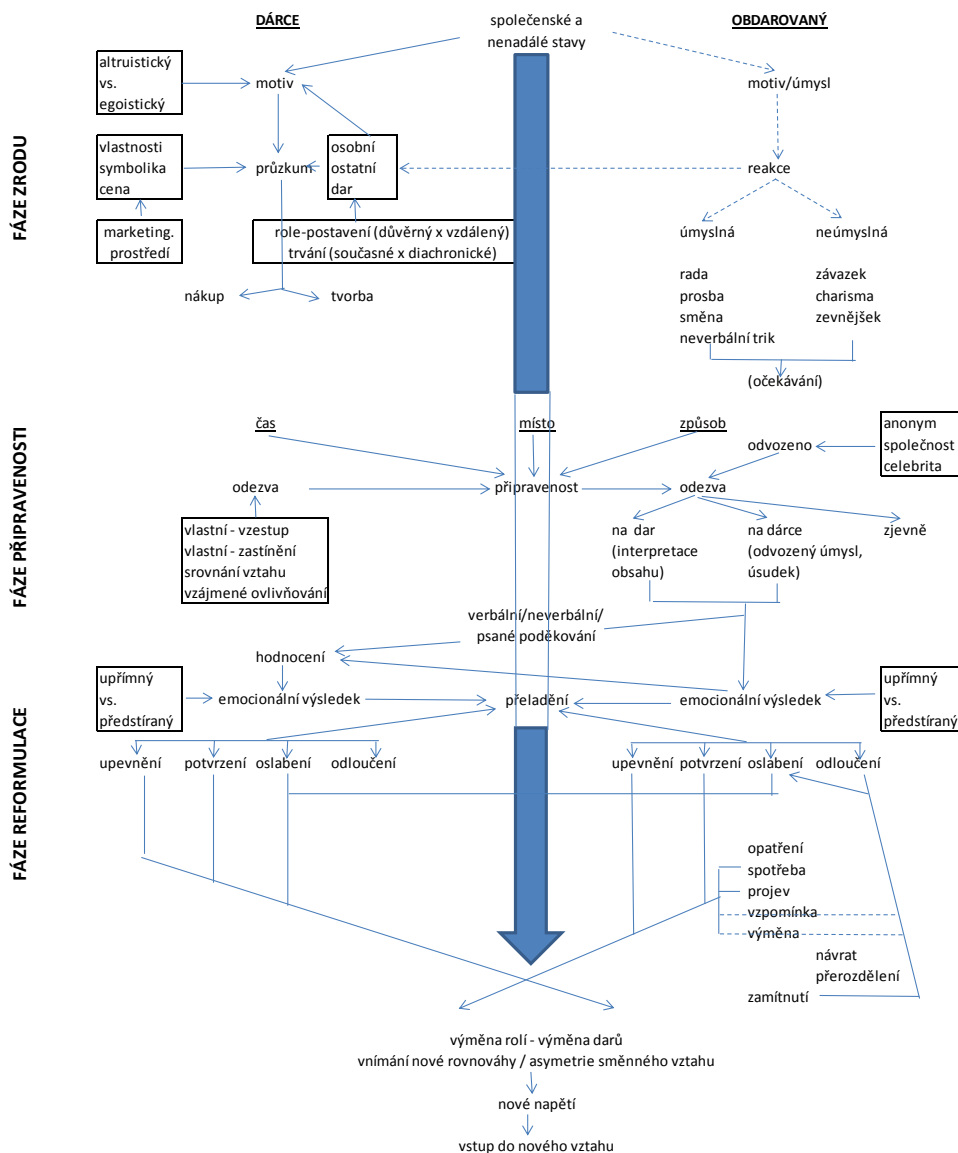 DÁRCE
společenské a
nenadálé stavy
OBDAROVANÝ
altruistický
vs.
egoistický
motiv
motiv/úmysl
FÁZE ZRODU
vlastnosti
symbolika
cena
průzkum
osobní
ostatní
dar
reakce
marketing.
prostředí
role-postavení (důvěrný x vzdálený)
trvání (současné x diachronické)
úmyslná
neúmyslná
nákup
tvorba
rada
prosba
směna
neverbální trik
závazek
charisma
zevnějšek
(očekávání)
FÁZE PŘIPRAVENOSTI
čas
místo
způsob
odvozeno
anonym
společnost
celebrita
odezva
připravenost
odezva
vlastní - vzestup
vlastní - zastínění
srovnání vztahu
vzájmené ovlivňování
na dar
(interpretace
obsahu)
na dárce
(odvozený úmysl,
úsudek)
zjevně
verbální/neverbální/
psané poděkování
hodnocení
FÁZE REFORMULACE
upřímný
vs.
předstíraný
emocionální výsledek
přeladění
emocionální výsledek
upřímný
vs.
předstíraný
upevnění
potvrzení
oslabení
odloučení
upevnění
potvrzení
oslabení
odloučení
opatření
spotřeba
projev
vzpomínka
výměna
návrat
přerozdělení
zamítnutí
výměna rolí - výměna darů
vnímání nové rovnováhy / asymetrie směnného vztahu
nové napětí
vstup do nového vztahu